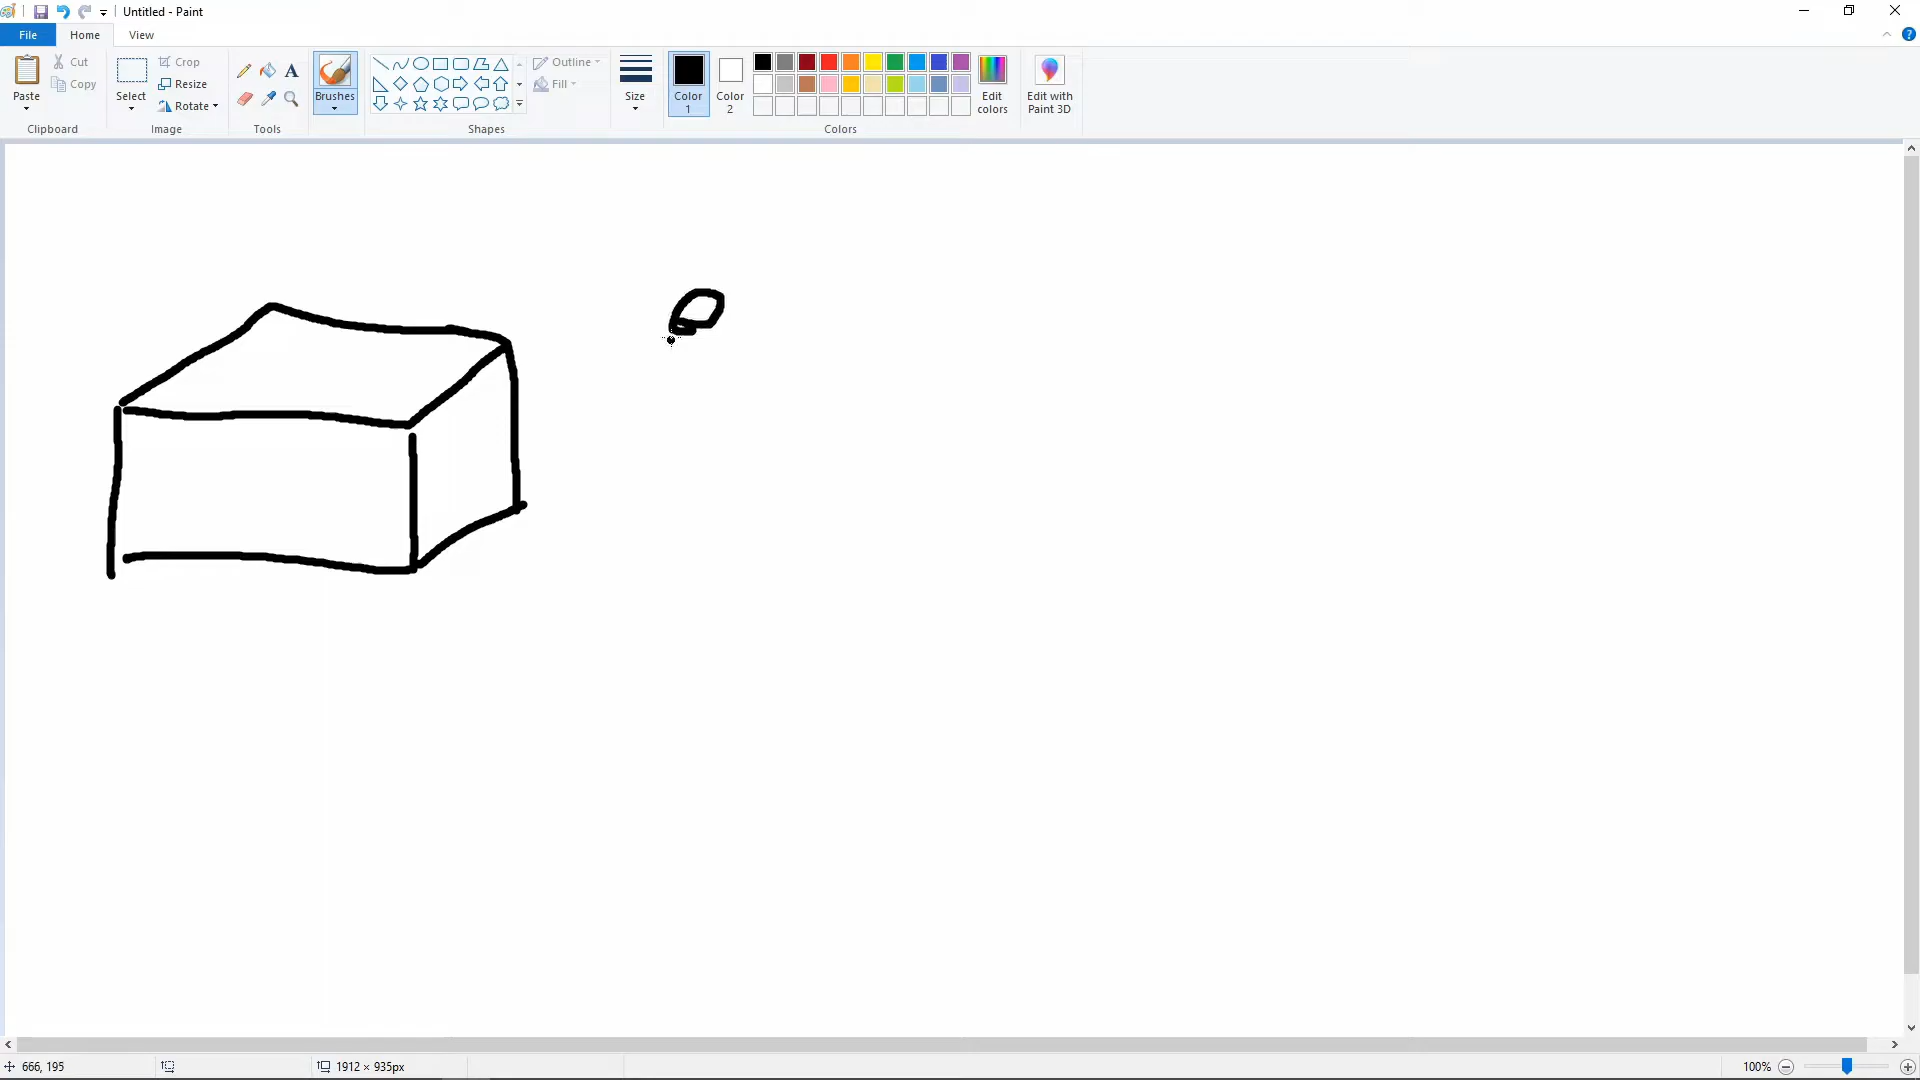 Untitled - Paint
File Home View
Paste
Cut
Copy
Clipboard
Select
Crop
Resize
Rotate
Image
A
Tools
Brushes
Outline
Fill
Shapes
Size
Color 1
Color 2
Edit colors
Colors
Edit with Paint 3D
666, 195
1912 × 935px
100%